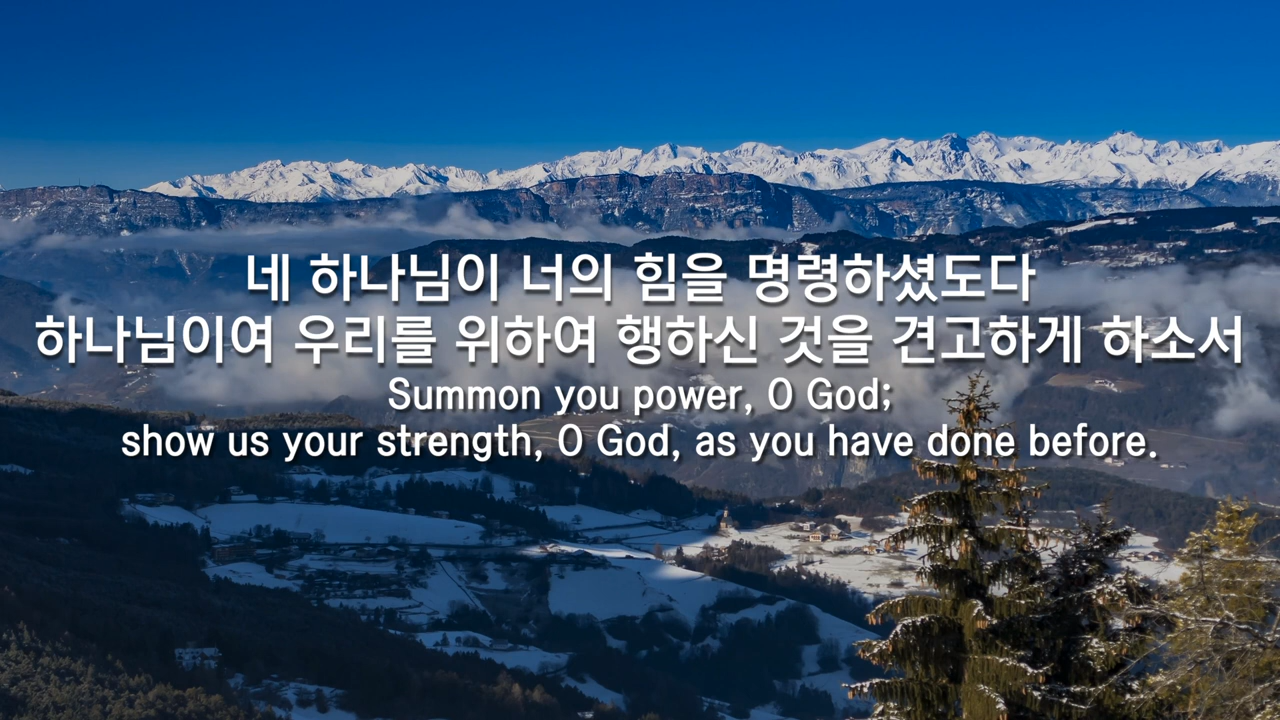 네 하나님이 너의 힘을 명령하셨도다
하나님이여 우리를 위하여 행하신 것을 견고하게 하소서
Summon you power, O God;
show us your strength, O God, as you have done before.